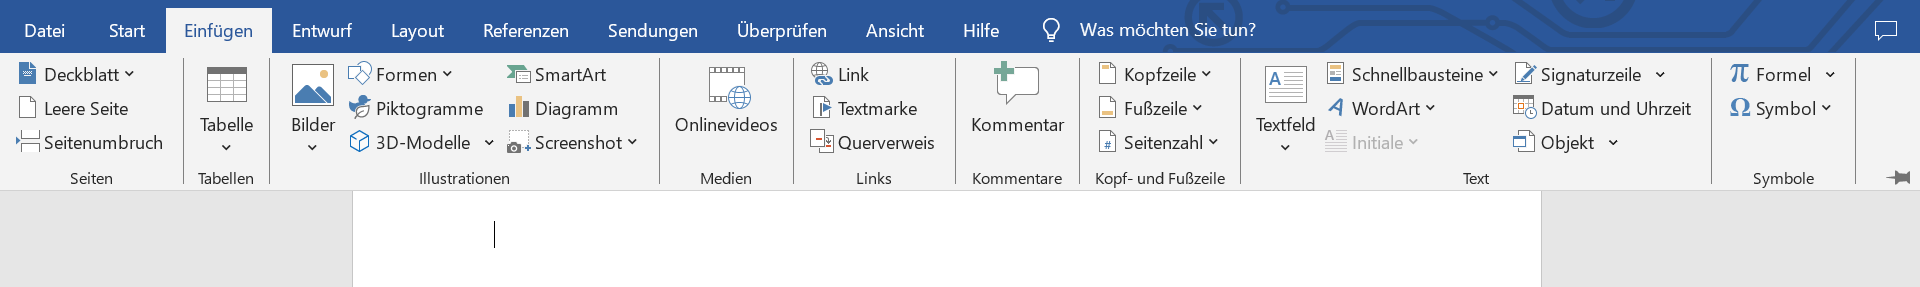 Datei Start Einfügen Entwurf Layout Referenzen Sendungen Überprüfen Ansicht Hilfe Was möchten Sie tun?
Deckblatt
Leere Seite
Seitenumbruch
Seiten
Tabelle
Tabellen
Bilder
Formen
Piktogramme
3D-Modelle
SmartArt
Diagramm
Screenshot
Illustrationen
Onlinevideos
Medien
Link
Textmarke
Querverweis
Links
Kommentar
Kommentare
Kopfzeile
Fußzeile
Seitenzahl
Kopf- und Fußzeile
Textfeld
Schnellbausteine
WordArt
Initiale
Signaturzeile
Datum und Uhrzeit
Objekt
Text
π Formel
Ω Symbol
Symbole